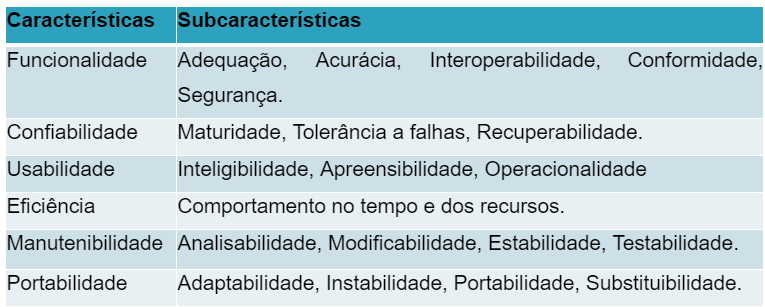 Características Subcaracterísticas
Funcionalidade Adequação, Acurácia, Interoperabilidade, Conformidade,
Segurança.
Confiabilidade Maturidade, Tolerância a falhas, Recuperabilidade.
Usabilidade Inteligibilidade, Apreensibilidade, Operacionalidade
Eficiência Comportamento no tempo e dos recursos.
Manutenibilidade Analisabilidade, Modificabilidade, Estabilidade, Testabilidade.
Portabilidade Adaptabilidade, Instabilidade, Portabilidade, Substituibilidade.